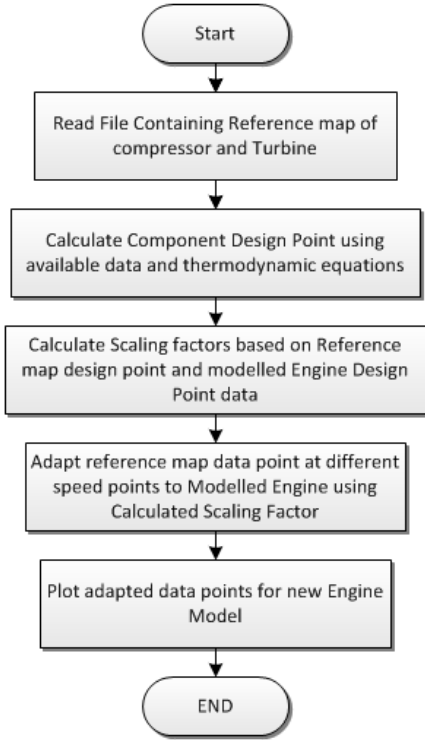 Start
Read File Containing Reference map of
compressor and Turbine
Calculate Component Design Point using
available data and thermodynamic equations
Calculate Scaling factors based on Reference
map design point and modelled Engine Design
Point data
Adapt reference map data point at different
speed points to Modelled Engine using
Calculated Scaling Factor
Plot adapted data points for new Engine
Model
END